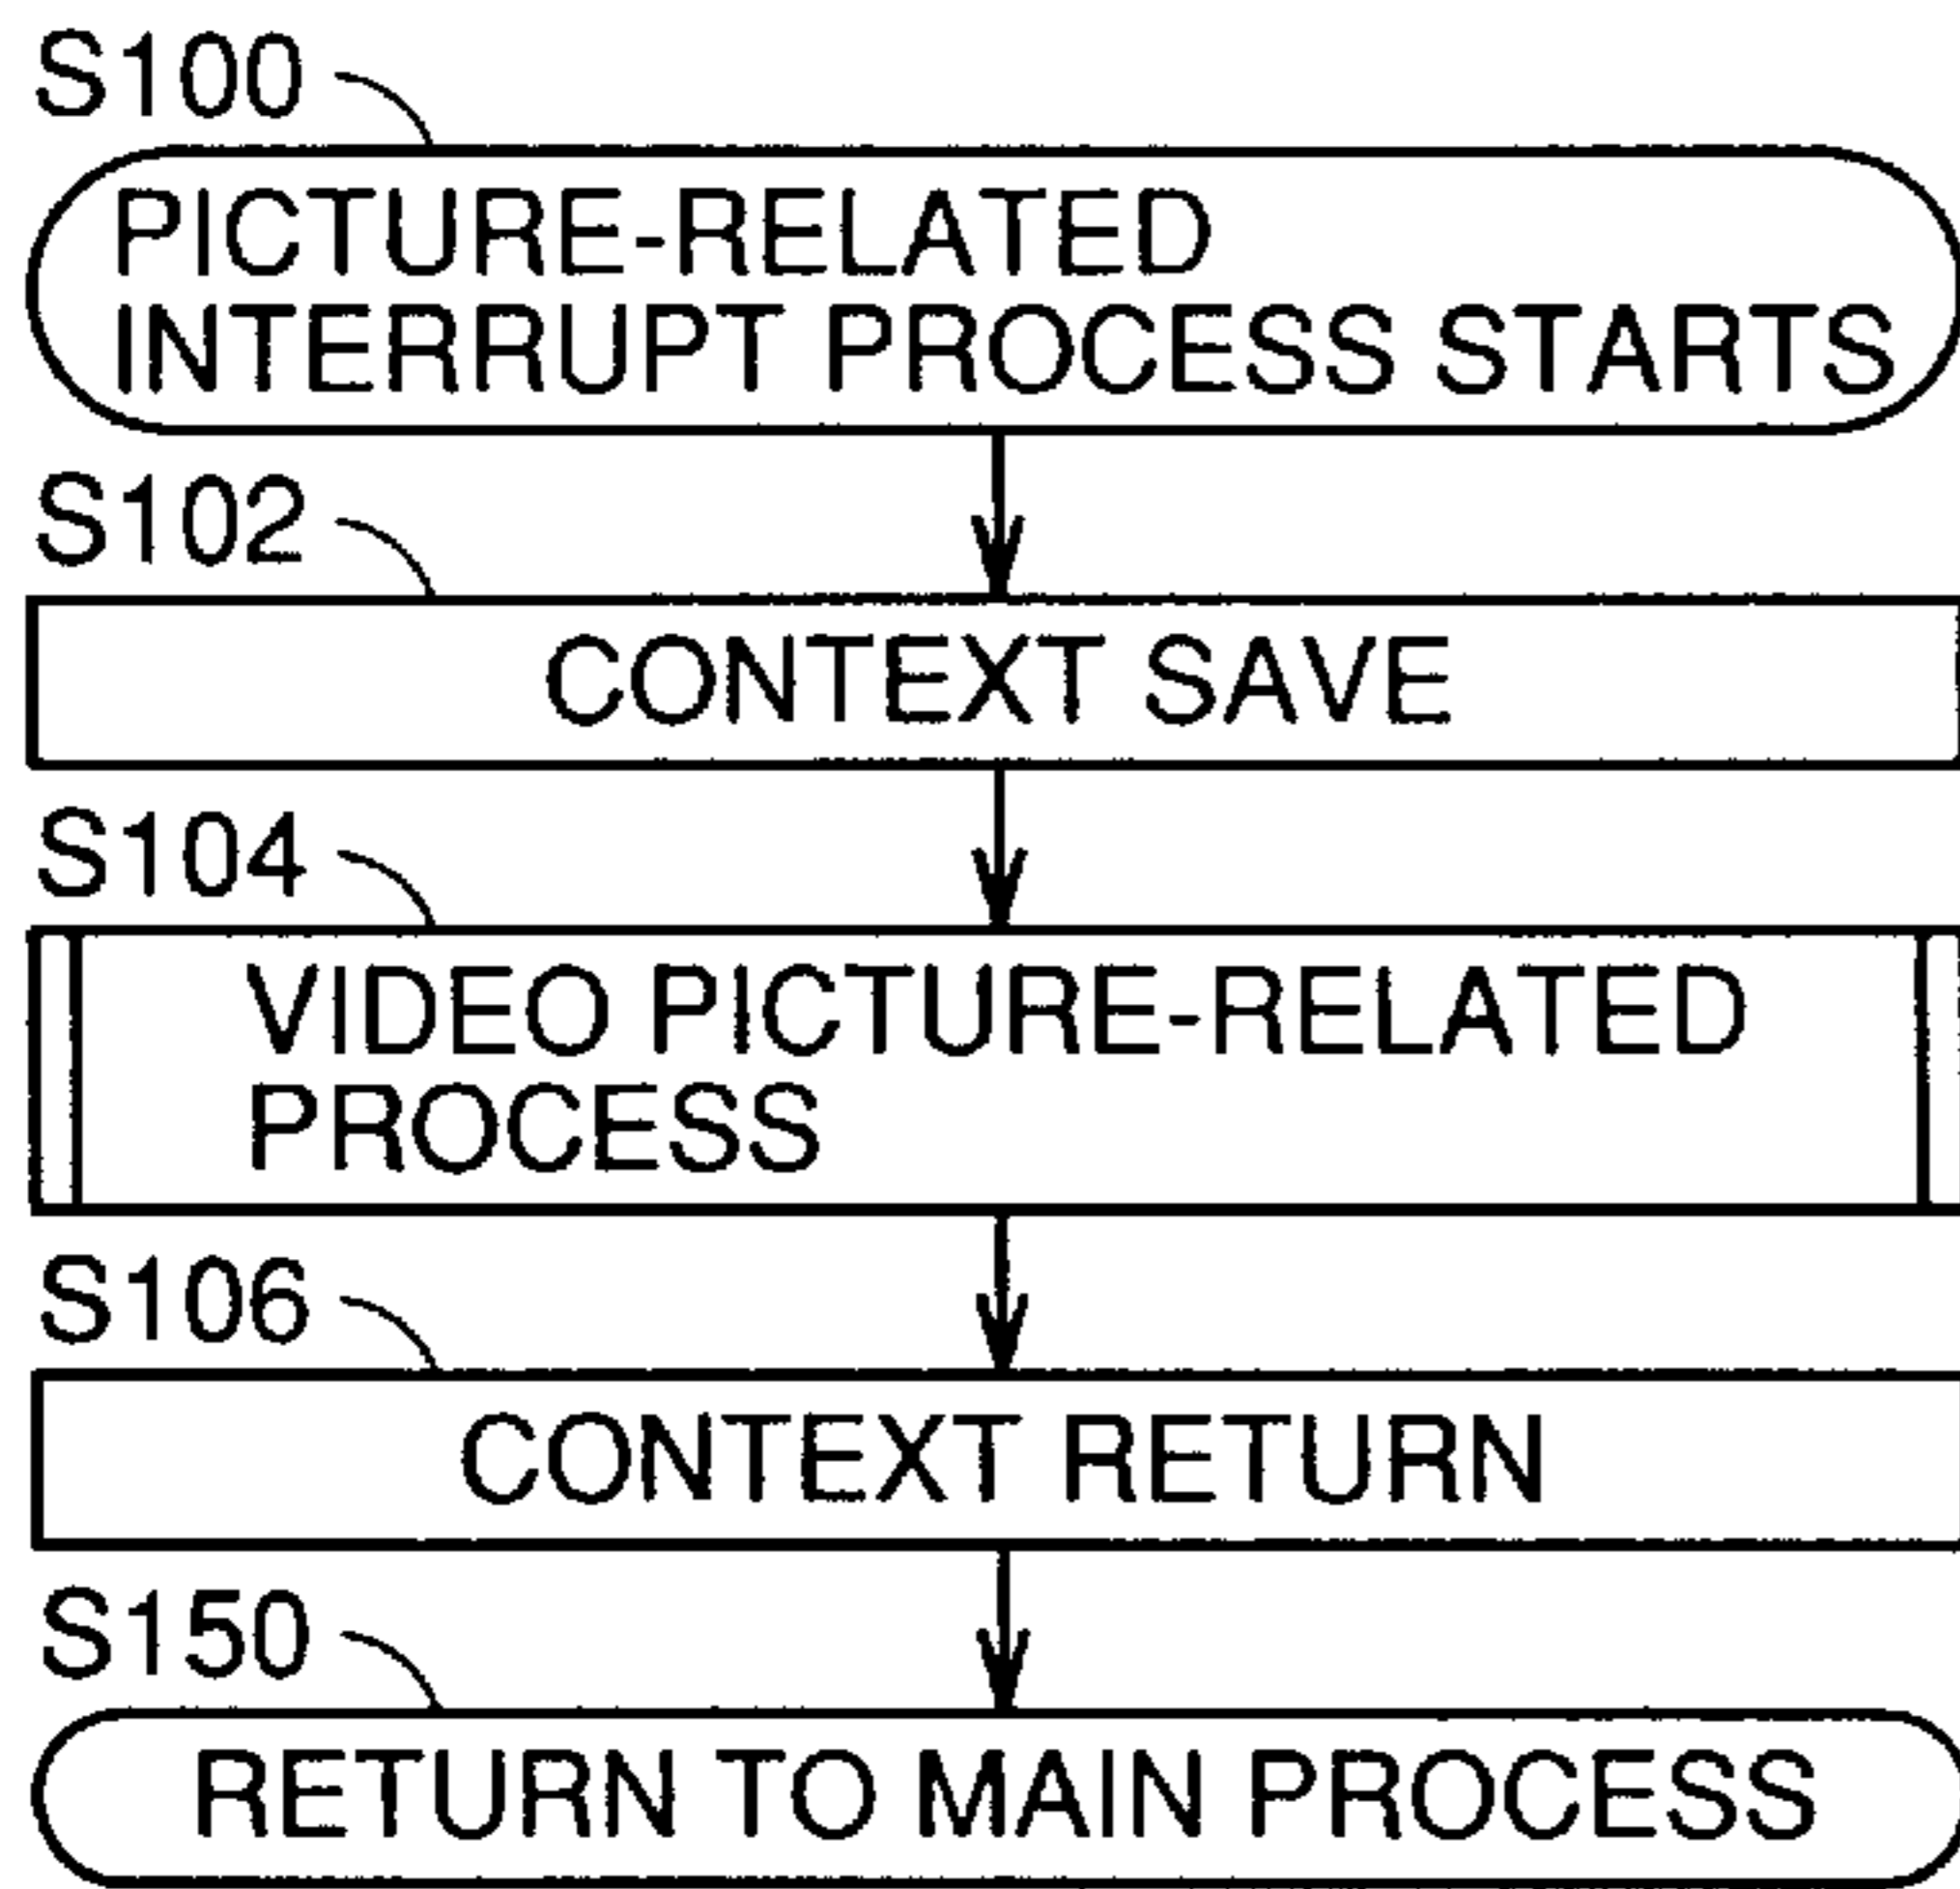 S100
PICTURE-RELATED
INTERRUPT PROCESS STARTS
S102
CONTEXT SAVE
S104
VIDEO PICTURE-RELATED
PROCESS
S106
CONTEXT RETURN
S150
RETURN TO MAIN PROCESS